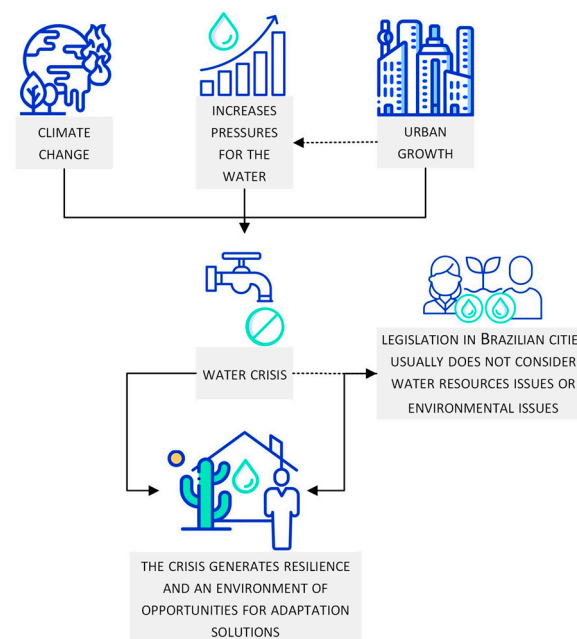 CLIMATE
CHANGE
INCREASES
PRESSURES
FOR THE
WATER
URBAN
GROWTH
WATER CRISIS
LEGISLATION IN BRAZILIAN CITIE
USUALLY DOES NOT CONSIDER
WATER RESOURCES ISSUES OR
ENVIRONMENTAL ISSUES
THE CRISIS GENERATES RESILIENCE
AND AN ENVIRONMENT OF
OPPORTUNITIES FOR ADAPTATION
SOLUTIONS